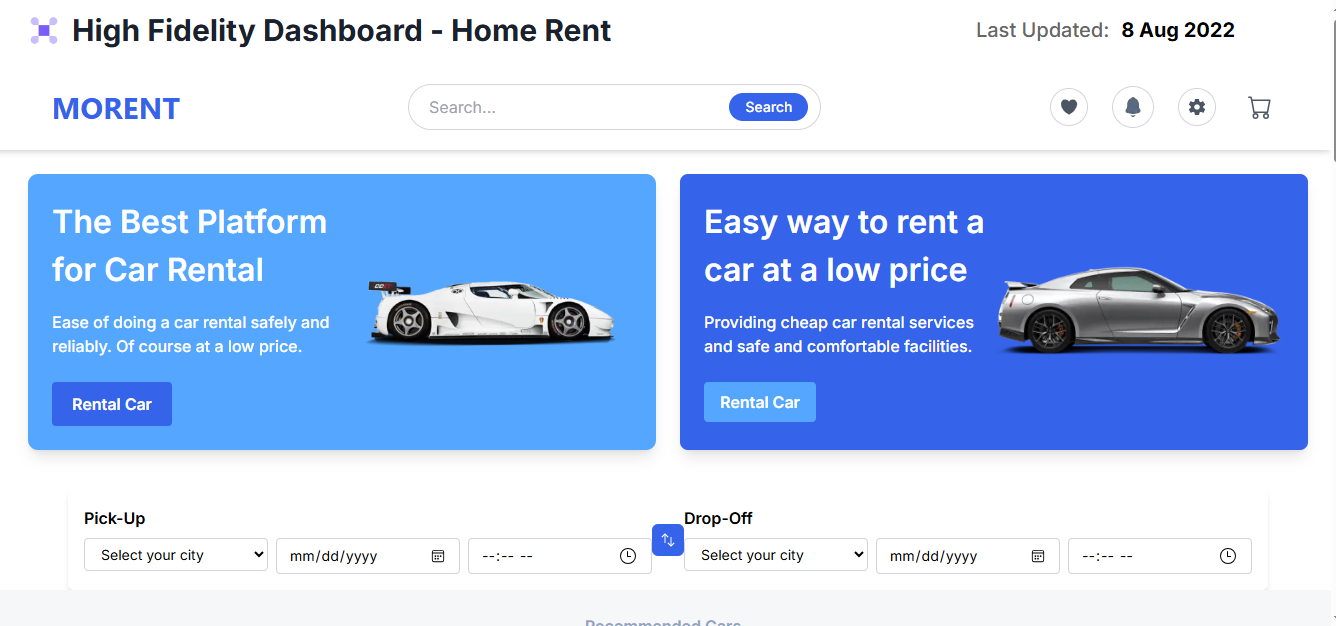 High Fidelity Dashboard - Home Rent
Last Updated: 8 Aug 2022
MORENT
Search...
Search
The Best Platform
for Car Rental
Ease of doing a car rental safely and
reliably. Of course at a low price.
Rental Car
Easy way to rent a
car at a low price
Providing cheap car rental services
and safe and comfortable facilities.
Rental Car
Pick-Up
Select your city
mm/dd/yyyy
--:-- --
Drop-Off
Select your city
mm/dd/yyyy
--:-- --
Recommended Cars